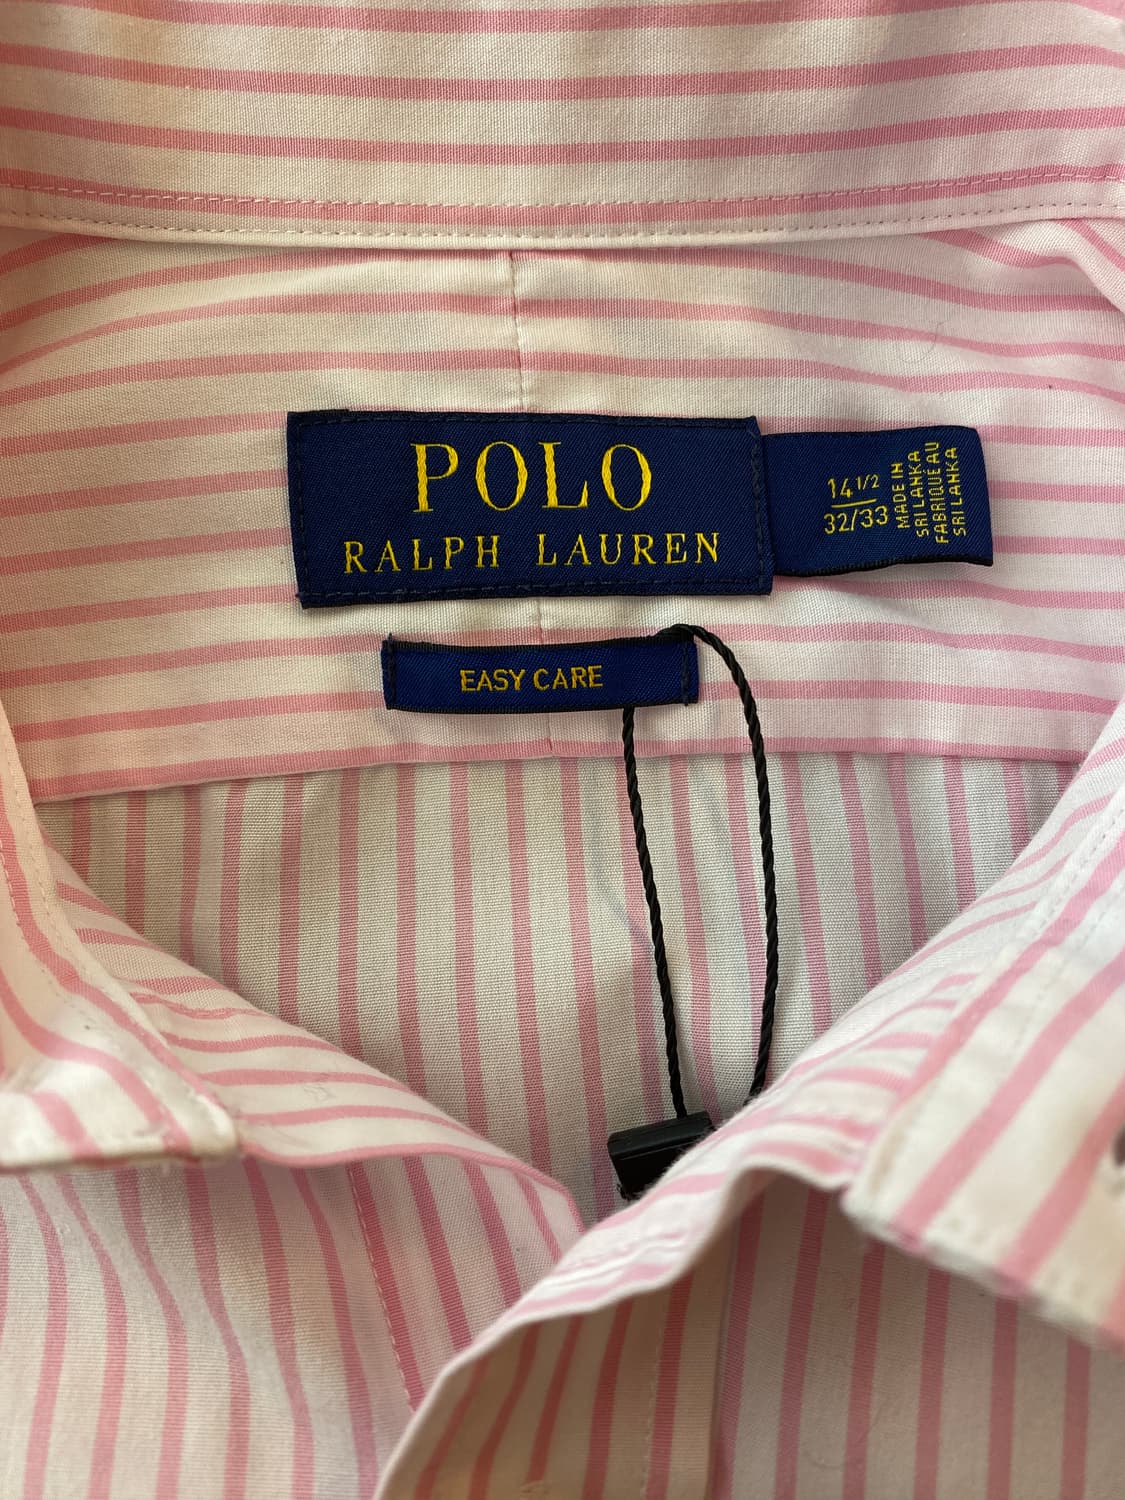 POLO
RALPH LAUREN
14 1/2
32/33
MADE IN
SRI LANKA
FABRIQUÉ AU
SRI LANKA
EASY CARE